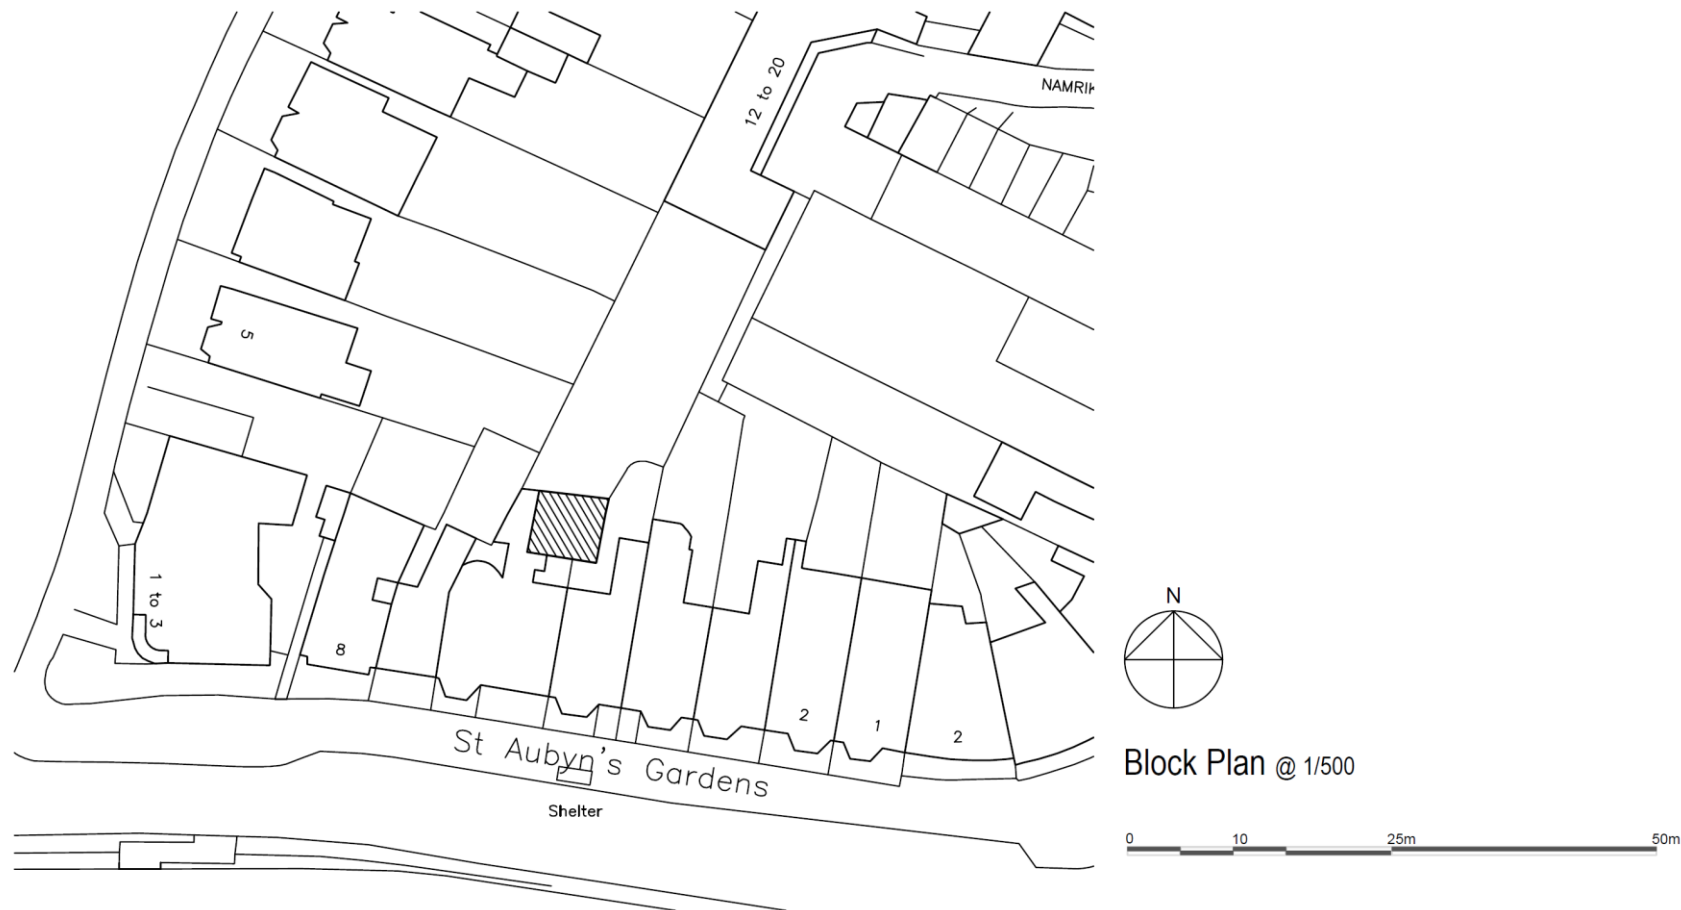 12 to 20
NAMRIK
5
1 to 3
8
2
1
2
St Aubyn's Gardens
Shelter
N
Block Plan @ 1/500
0 10 25m 50m